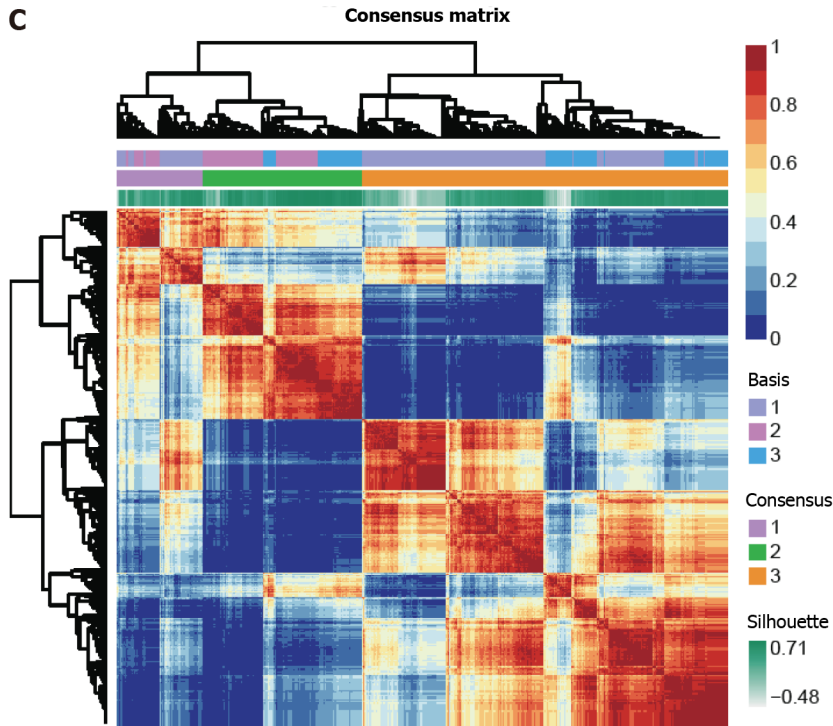 C
Consensus matrix
1
0.8
0.6
0.4
0.2
0
Basis
1
2
3
Consensus
1
2
3
Silhouette
0.71
−0.48